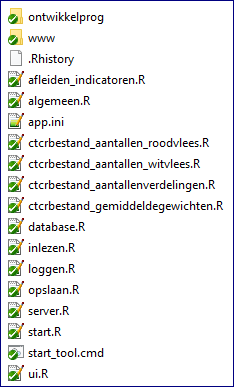 ontwikkelprog
www
.Rhistory
afleiden_indicatoren.R
algemeen.R
app.ini
ctcrbestand_aantallen_roodvlees.R
ctcrbestand_aantallen_witvlees.R
ctcrbestand_aantallenverdelingen.R
ctcrbestand_gemiddeldegewichten.R
database.R
inlezen.R
loggen.R
opslaan.R
server.R
start.R
start_tool.cmd
ui.R